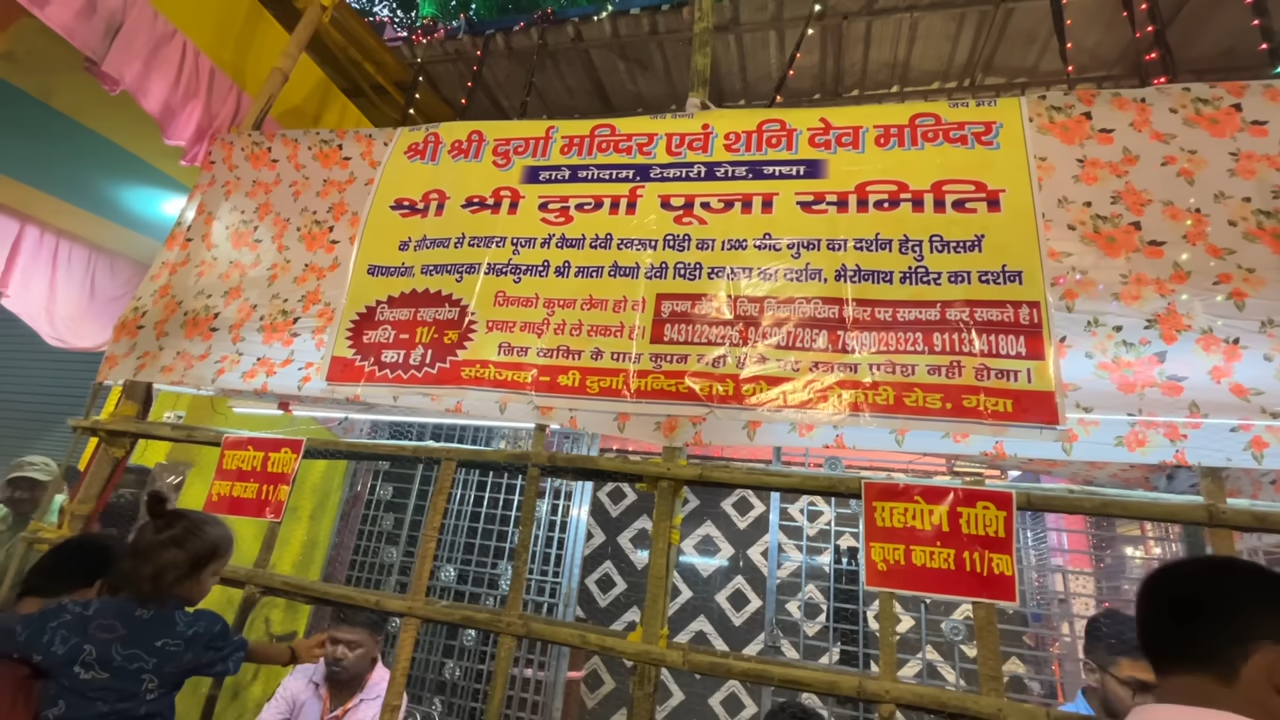 जय दुर्गा जय वैष्णो जय भैरो
श्री श्री दुर्गा मन्दिर एवं शनि देव मन्दिर
हाते गोदाम, टेकारी रोड, गया
श्री श्री दुर्गा पूजा समिति
के सौजन्य से दशहरा पूजा में वैष्णो देवी स्वरूप पिंडी का 1500 फीट गुफा का दर्शन हेतु जिसमें
बाणगंगा, चरणपादुका अर्द्धकुमारी श्री माता वैष्णो देवी पिंडी स्वरूप का दर्शन, भैरोनाथ मंदिर का दर्शन
जिसका सहयोग
राशि – 11/- रू
का है।
जिनको कुपन लेना हो वो
प्रचार गाड़ी से ले सकते है।
कुपन लेने के लिए निम्नलिखित नंबर पर सम्पर्क कर सकते है।
9431224226, 7909029323, 9113341804
जिस व्यक्ति के पास कुपन नहीं उनका प्रवेश नहीं होगा।
संयोजक – श्री दुर्गा मन्दिर हाते रोड, गया
सहयोग राशि
कूपन काउंटर 11/रू0
सहयोग राशि
कूपन काउंटर 11/रू0